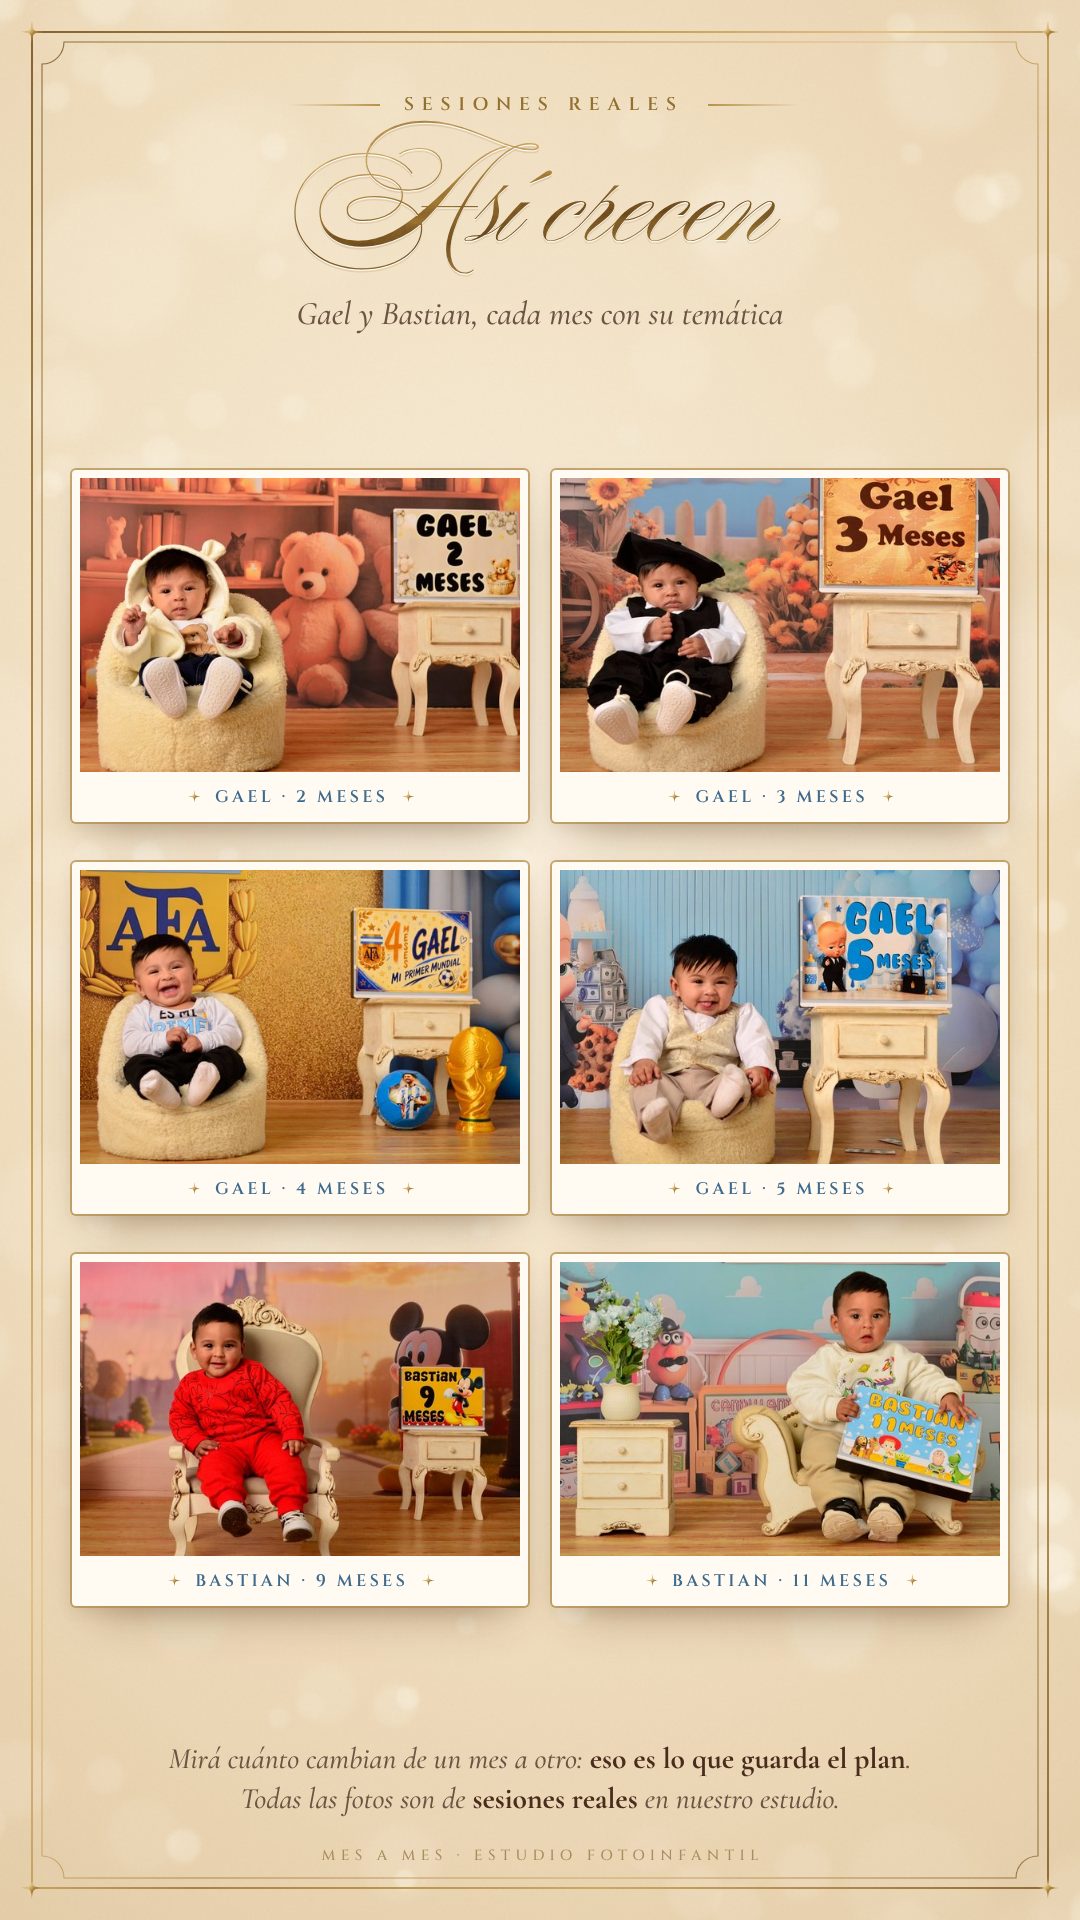 SESIONES REALES
Así crecen
Gael y Bastian, cada mes con su temática
GAEL
2
MESES
Gael
3 Meses
GAEL · 2 MESES
GAEL · 3 MESES
AFA
4 MESES
GAEL
AFA
MI PRIMER MUNDIAL
ES MI
GAEL
5 MESES
GAEL · 4 MESES
GAEL · 5 MESES
BASTIAN
9
MESES
BASTIAN
11 MESES
BASTIAN · 9 MESES
BASTIAN · 11 MESES
Mirá cuánto cambian de un mes a otro: eso es lo que guarda el plan.
Todas las fotos son de sesiones reales en nuestro estudio.
MES A MES · ESTUDIO FOTOINFANTIL